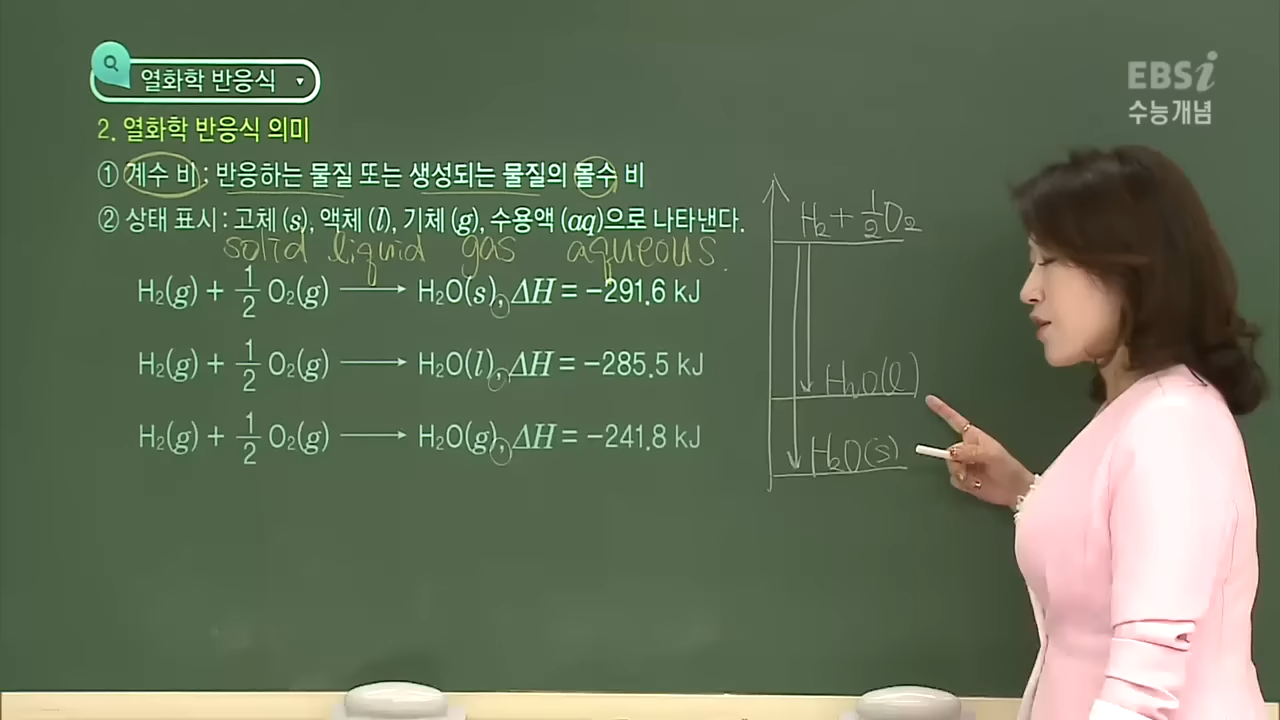 열화학 반응식
EBSi
수능개념
2. 열화학 반응식 의미
① 계수 비 : 반응하는 물질 또는 생성되는 물질의 몰수 비
② 상태 표시 : 고체 (s), 액체 (l), 기체 (g), 수용액 (aq)으로 나타낸다.
solid liquid gas aqueous.
H₂(g) + 1/2 O₂(g) ⟶ H₂O(s), ΔH = -291.6 kJ
H₂(g) + 1/2 O₂(g) ⟶ H₂O(l), ΔH = -285.5 kJ
H₂(g) + 1/2 O₂(g) ⟶ H₂O(g), ΔH = -241.8 kJ
H₂ + 1/2 O₂
H₂O(l)
H₂O(s)